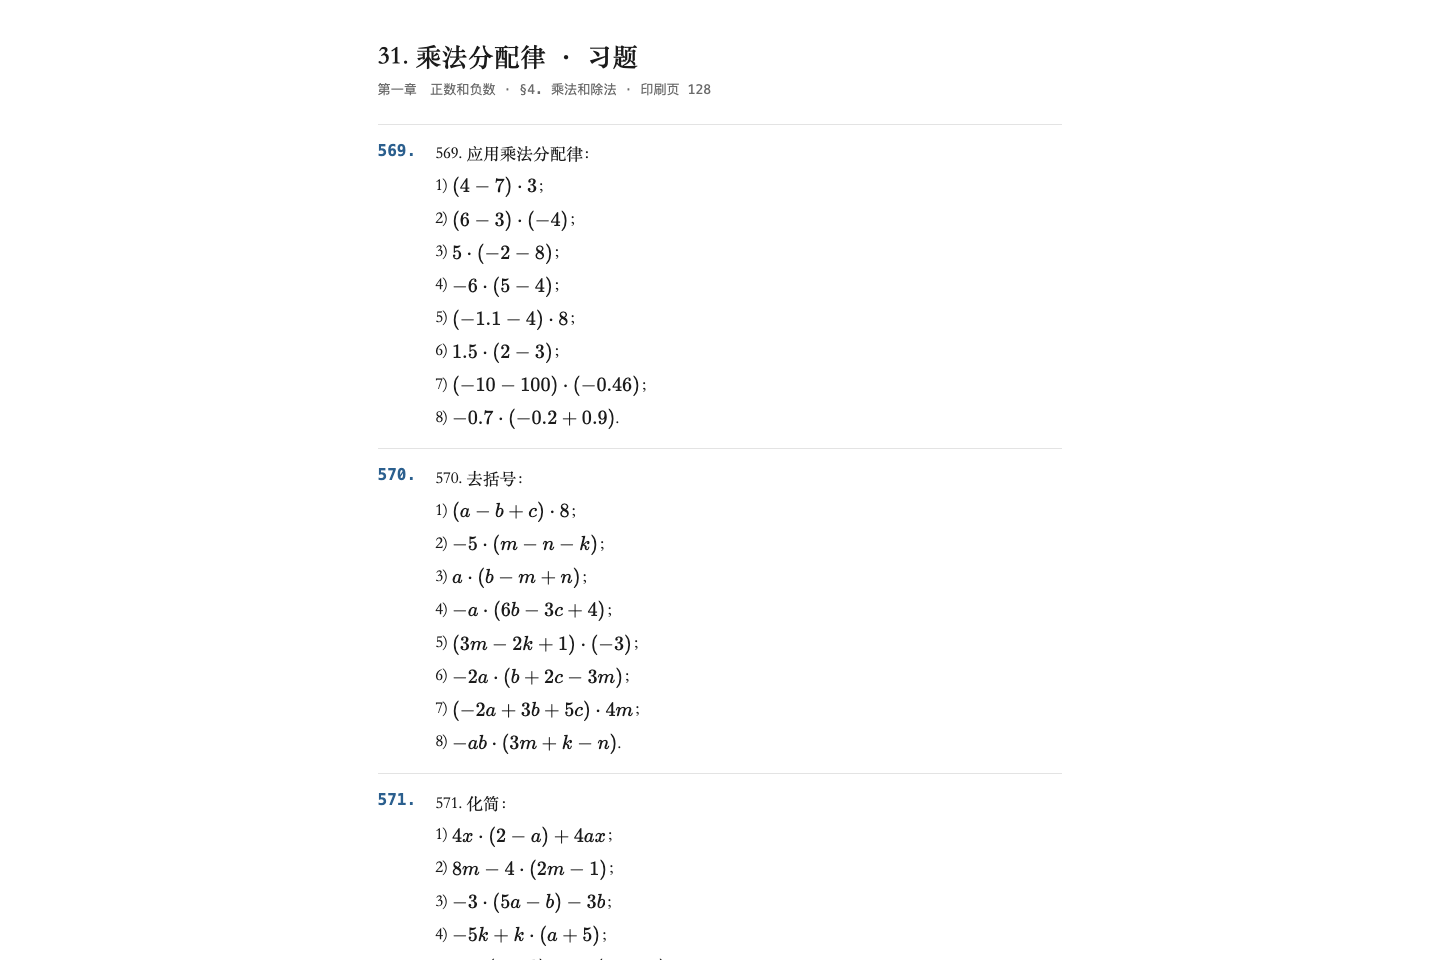 31. 乘法分配律 · 习题
第一章 正数和负数 · §4. 乘法和除法 · 印刷页 128
569. 569. 应用乘法分配律：
1) (4 − 7) · 3；
2) (6 − 3) · (−4)；
3) 5 · (−2 − 8)；
4) −6 · (5 − 4)；
5) (−1.1 − 4) · 8；
6) 1.5 · (2 − 3)；
7) (−10 − 100) · (−0.46)；
8) −0.7 · (−0.2 + 0.9).
570. 570. 去括号：
1) (a − b + c) · 8；
2) −5 · (m − n − k)；
3) a · (b − m + n)；
4) −a · (6b − 3c + 4)；
5) (3m − 2k + 1) · (−3)；
6) −2a · (b + 2c − 3m)；
7) (−2a + 3b + 5c) · 4m；
8) −ab · (3m + k − n).
571. 571. 化简：
1) 4x · (2 − a) + 4ax；
2) 8m − 4 · (2m − 1)；
3) −3 · (5a − b) − 3b；
4) −5k + k · (a + 5)；